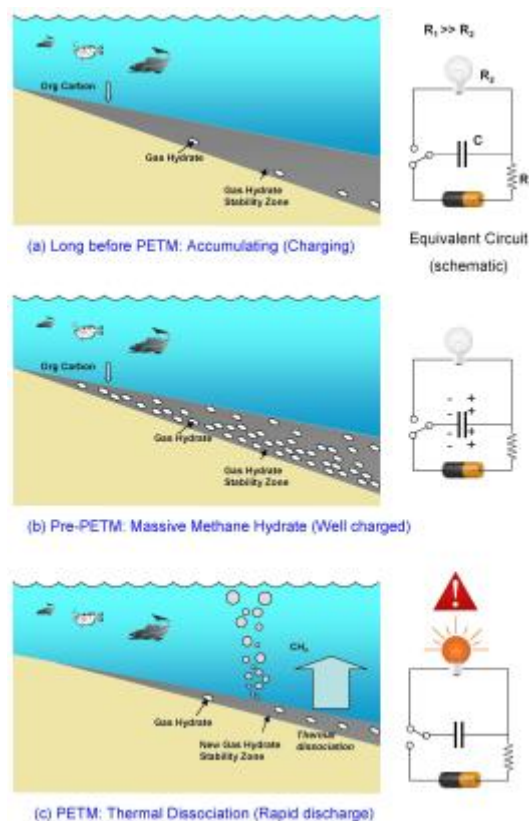 R₁ >> R₂
R₂
Org Carbon
C
Gas Hydrate
R
Gas Hydrate
Stability Zone
(a) Long before PETM: Accumulating (Charging)
Equivalent Circuit
(schematic)
Org Carbon
- +
- +
- +
- +
Gas Hydrate
Gas Hydrate
Stability Zone
(b) Pre-PETM: Massive Methane Hydrate (Well charged)
!
CH₄
Gas Hydrate
New Gas Hydrate
Stability Zone
Thermal
dissociation
(c) PETM: Thermal Dissociation (Rapid discharge)